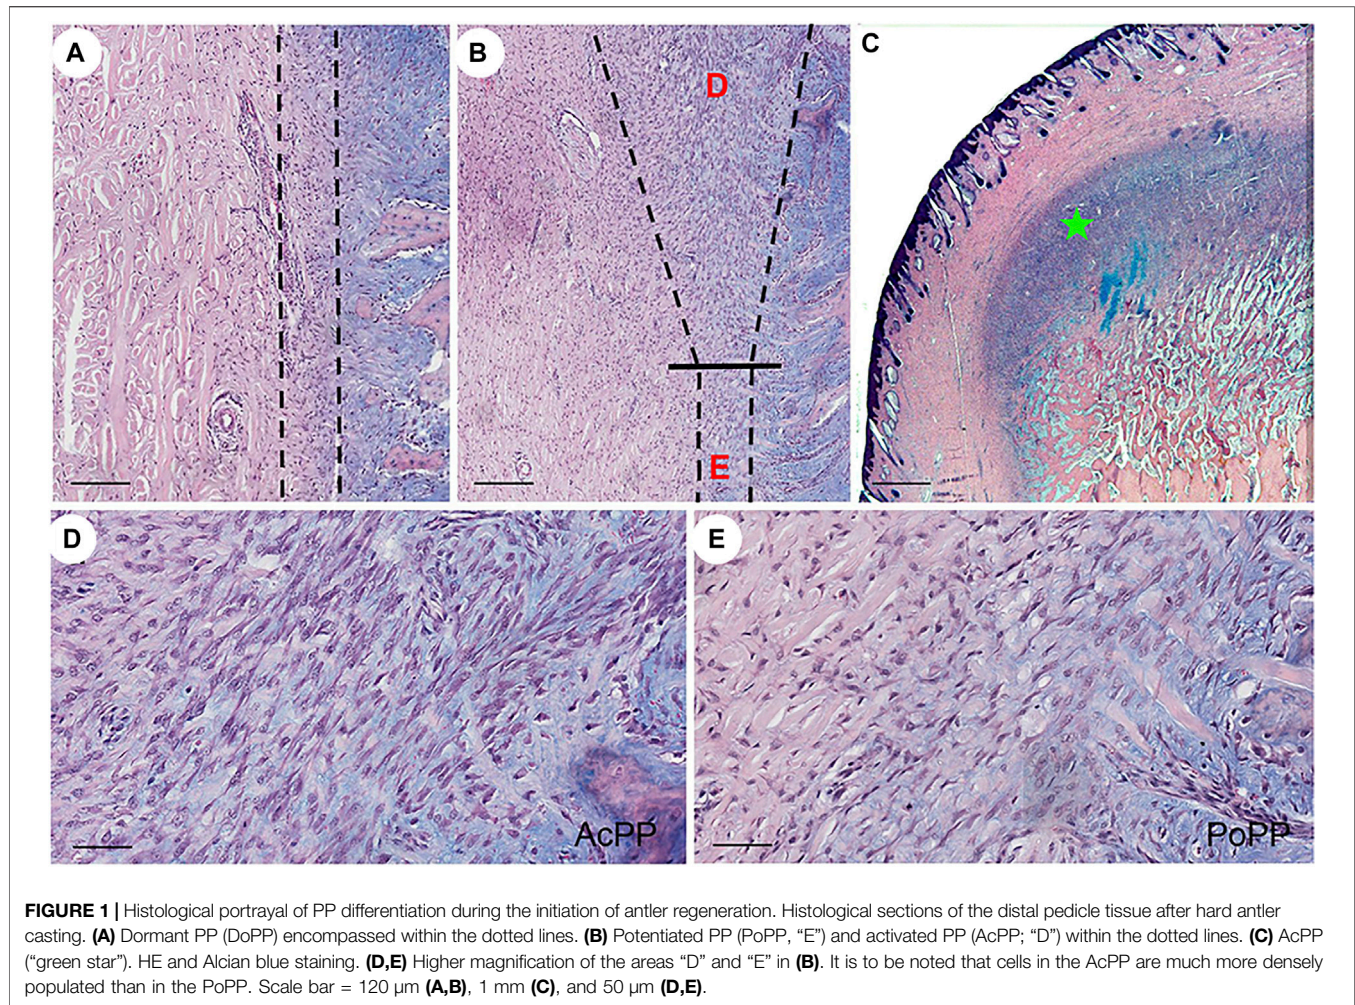 A
B
D
E
C
D
AcPP
E
PoPP
FIGURE 1 | Histological portrayal of PP differentiation during the initiation of antler regeneration. Histological sections of the distal pedicle tissue after hard antler
casting. (A) Dormant PP (DoPP) encompassed within the dotted lines. (B) Potentiated PP (PoPP, “E”) and activated PP (AcPP; “D”) within the dotted lines. (C) AcPP
(“green star”). HE and Alcian blue staining. (D,E) Higher magnification of the areas “D” and “E” in (B). It is to be noted that cells in the AcPP are much more densely
populated than in the PoPP. Scale bar = 120 μm (A,B), 1 mm (C), and 50 μm (D,E).